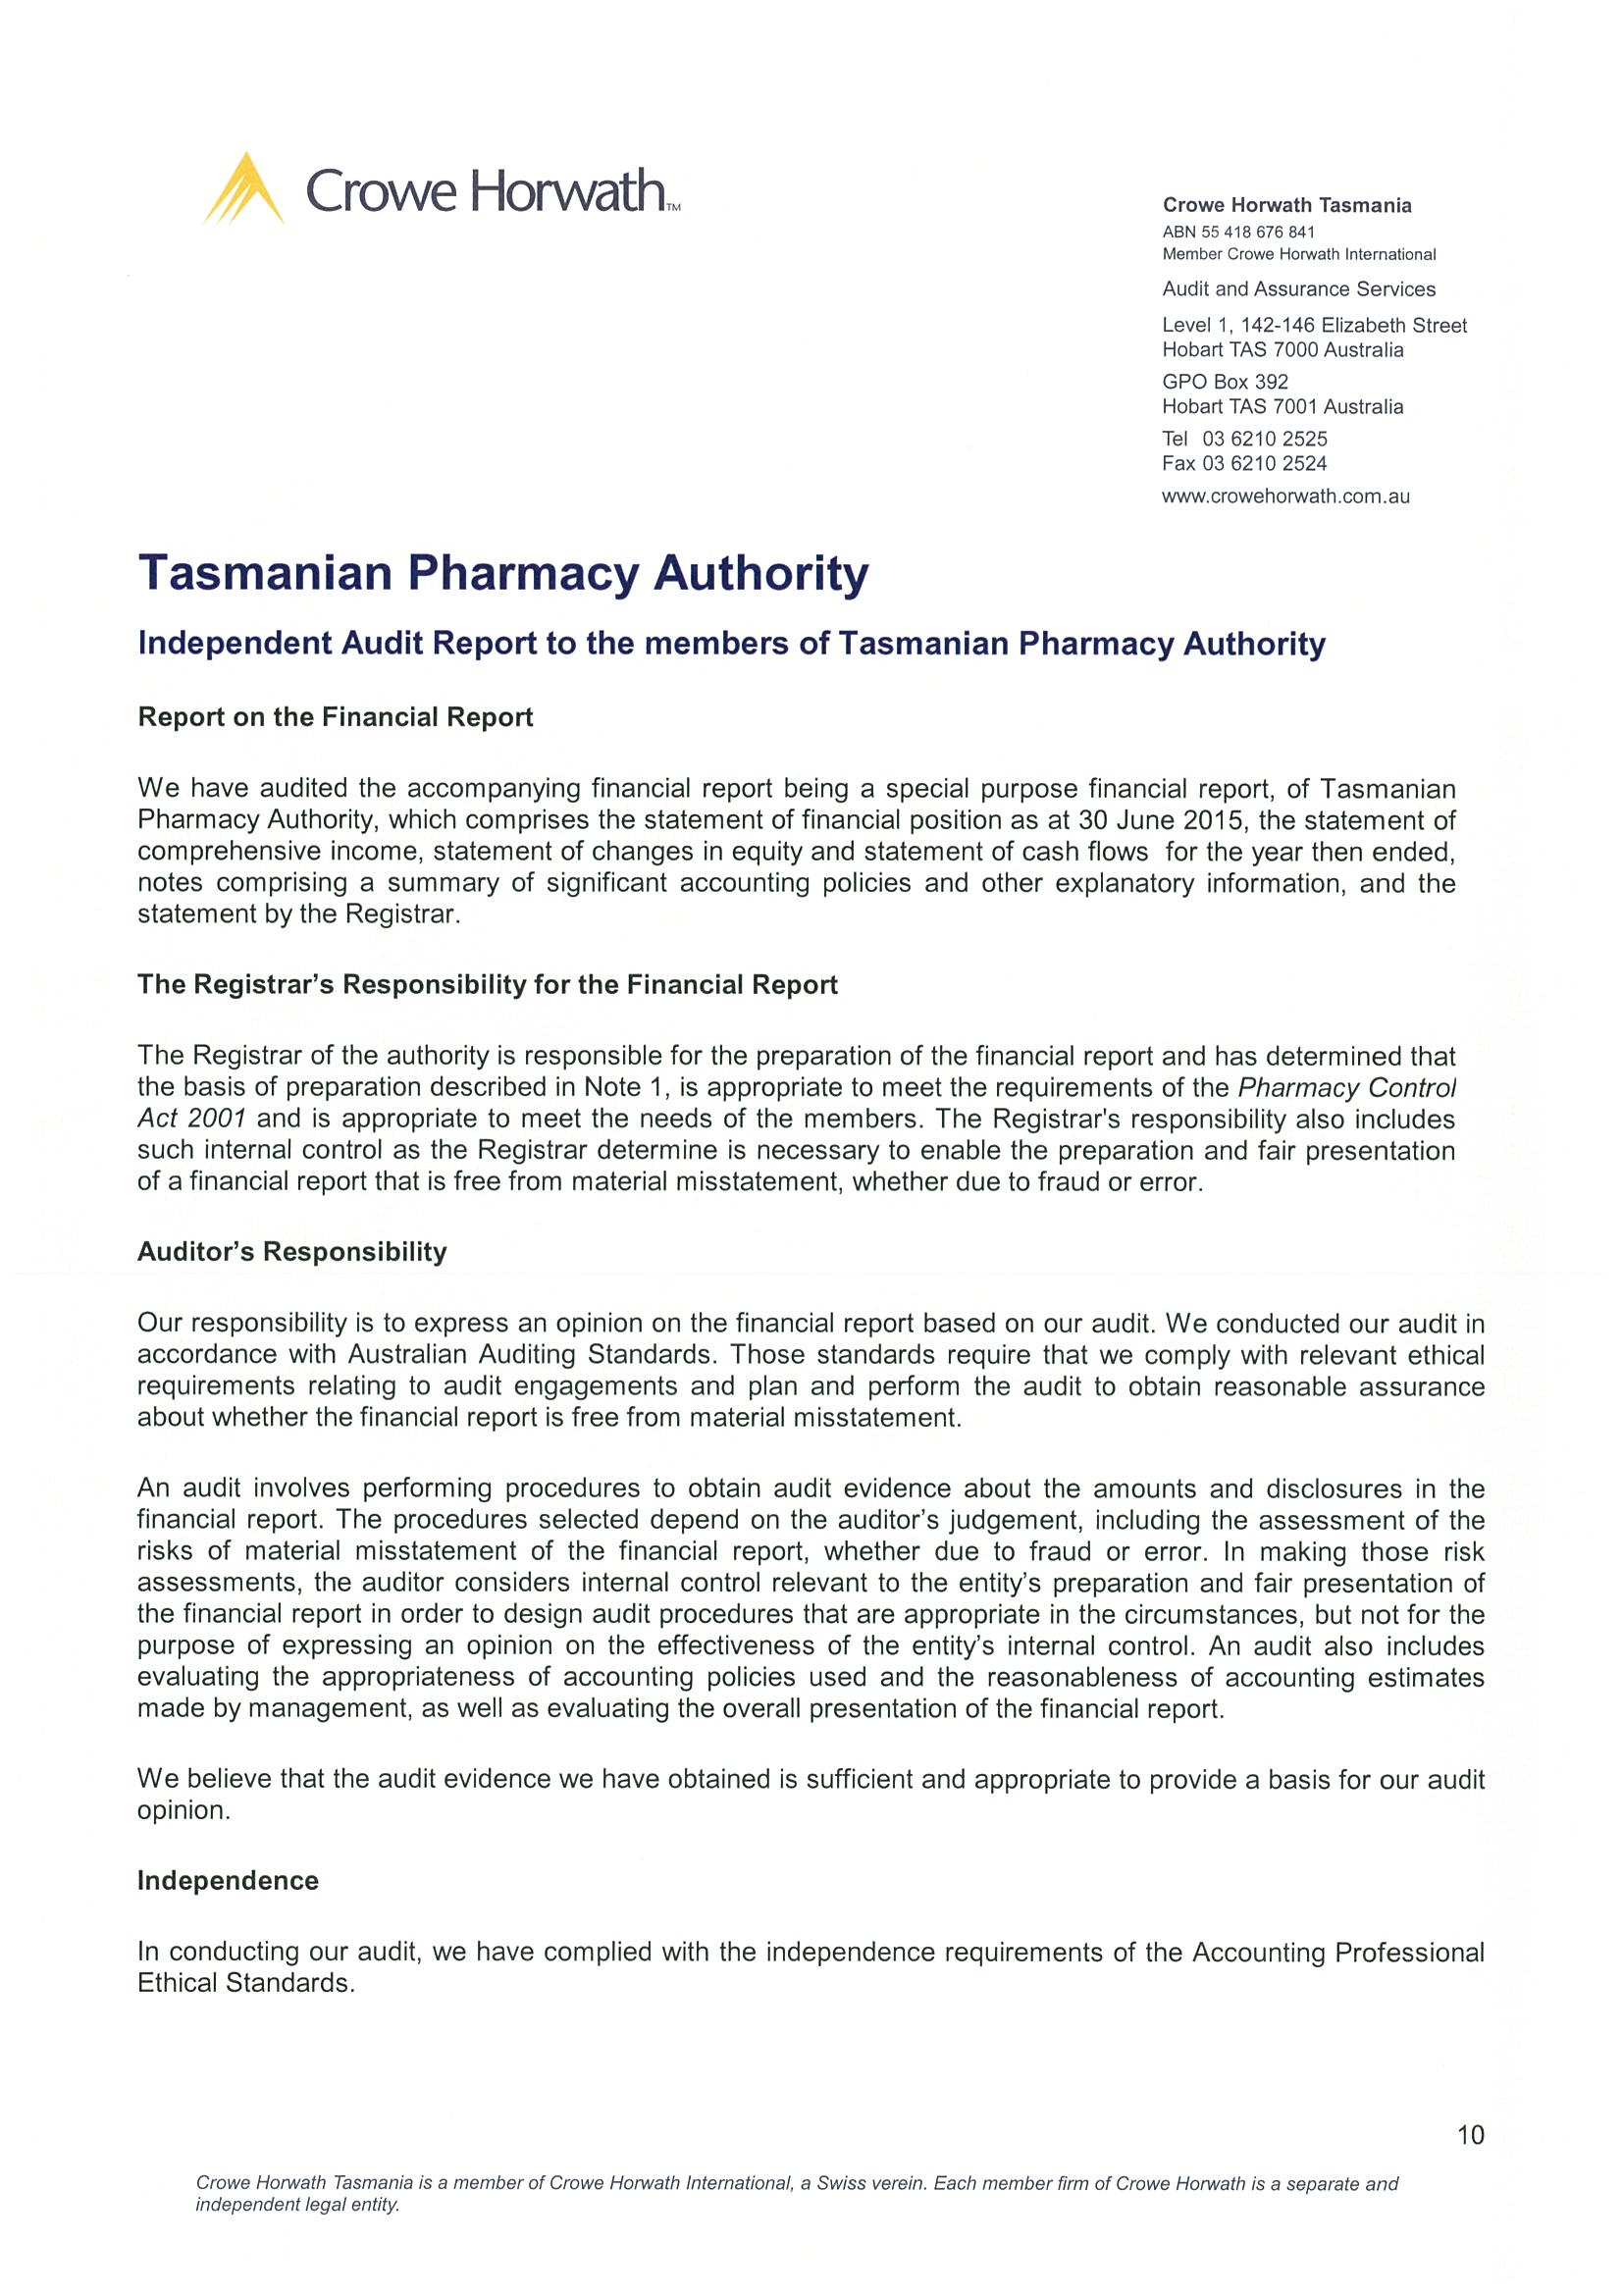 Crowe Horwath™
Crowe Horwath Tasmania
ABN 55 418 676 841
Member Crowe Horwath International
Audit and Assurance Services
Level 1, 142-146 Elizabeth Street
Hobart TAS 7000 Australia
GPO Box 392
Hobart TAS 7001 Australia
Tel 03 6210 2525
Fax 03 6210 2524
www.crowehorwath.com.au
Tasmanian Pharmacy Authority
Independent Audit Report to the members of Tasmanian Pharmacy Authority
Report on the Financial Report
We have audited the accompanying financial report being a special purpose financial report, of Tasmanian
Pharmacy Authority, which comprises the statement of financial position as at 30 June 2015, the statement of
comprehensive income, statement of changes in equity and statement of cash flows for the year then ended,
notes comprising a summary of significant accounting policies and other explanatory information, and the
statement by the Registrar.
The Registrar's Responsibility for the Financial Report
The Registrar of the authority is responsible for the preparation of the financial report and has determined that
the basis of preparation described in Note 1, is appropriate to meet the requirements of the Pharmacy Control
Act 2001 and is appropriate to meet the needs of the members. The Registrar's responsibility also includes
such internal control as the Registrar determine is necessary to enable the preparation and fair presentation
of a financial report that is free from material misstatement, whether due to fraud or error.
Auditor's Responsibility
Our responsibility is to express an opinion on the financial report based on our audit. We conducted our audit in
accordance with Australian Auditing Standards. Those standards require that we comply with relevant ethical
requirements relating to audit engagements and plan and perform the audit to obtain reasonable assurance
about whether the financial report is free from material misstatement.
An audit involves performing procedures to obtain audit evidence about the amounts and disclosures in the
financial report. The procedures selected depend on the auditor's judgement, including the assessment of the
risks of material misstatement of the financial report, whether due to fraud or error. In making those risk
assessments, the auditor considers internal control relevant to the entity's preparation and fair presentation of
the financial report in order to design audit procedures that are appropriate in the circumstances, but not for the
purpose of expressing an opinion on the effectiveness of the entity's internal control. An audit also includes
evaluating the appropriateness of accounting policies used and the reasonableness of accounting estimates
made by management, as well as evaluating the overall presentation of the financial report.
We believe that the audit evidence we have obtained is sufficient and appropriate to provide a basis for our audit
opinion.
Independence
In conducting our audit, we have complied with the independence requirements of the Accounting Professional
Ethical Standards.
10
Crowe Horwath Tasmania is a member of Crowe Horwath International, a Swiss verein. Each member firm of Crowe Horwath is a separate and
independent legal entity.